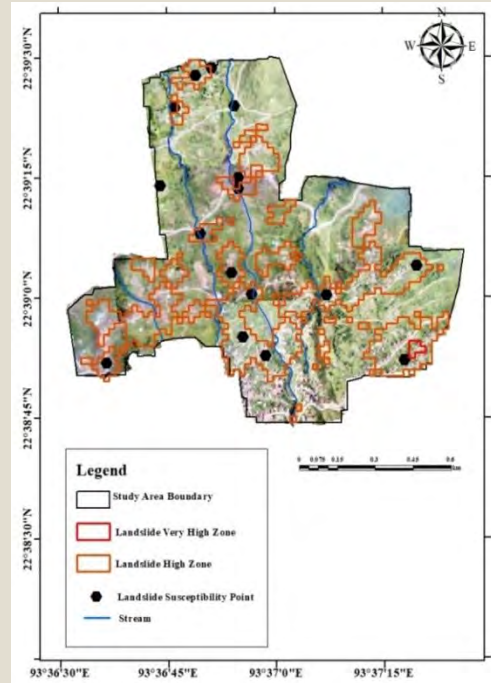 N
W E
S
22°39'30"N
22°39'15"N
22°39'0"N
22°38'45"N
22°38'30"N
Legend
Study Area Boundary
Landslide Very High Zone
Landslide High Zone
Landslide Susceptibility Point
Stream
93°36'30"E 93°36'45"E 93°37'0"E 93°37'15"E